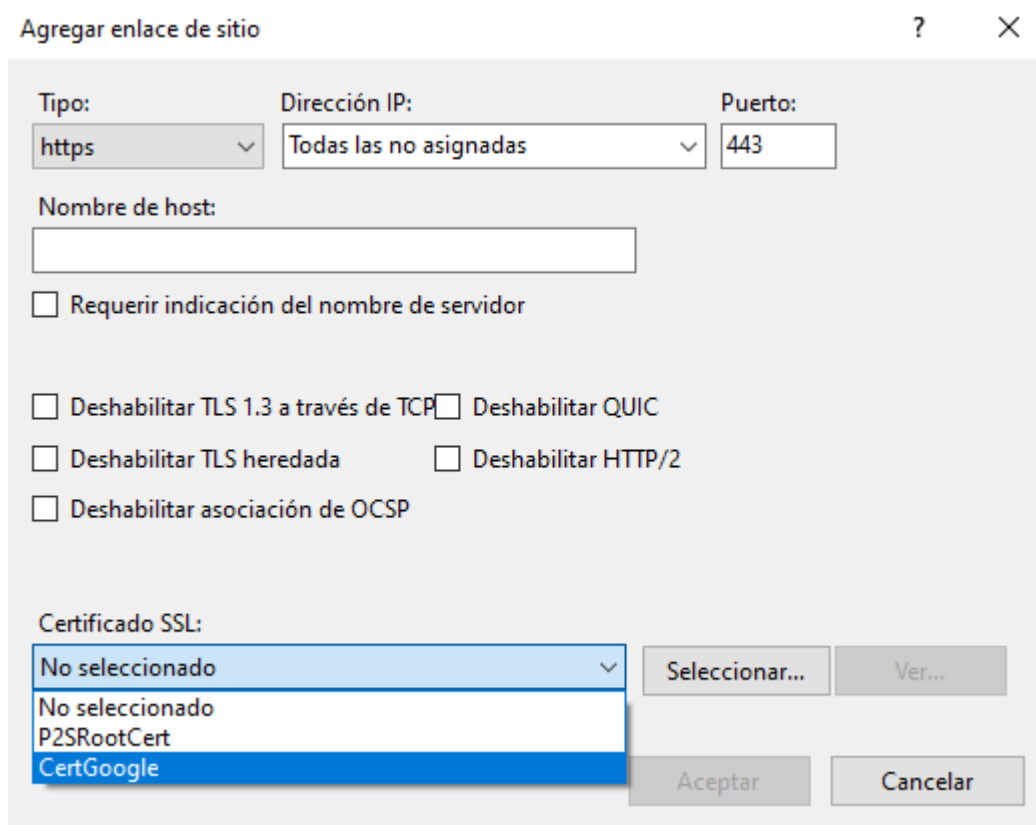 Agregar enlace de sitio
?
Tipo:
Dirección IP:
Puerto:
https
Todas las no asignadas
443
Nombre de host:
Requerir indicación del nombre de servidor
Deshabilitar TLS 1.3 a través de TCP
Deshabilitar QUIC
Deshabilitar TLS heredada
Deshabilitar HTTP/2
Deshabilitar asociación de OCSP
Certificado SSL:
No seleccionado
Seleccionar...
Ver...
No seleccionado
P2SRootCert
CertGoogle
Aceptar
Cancelar